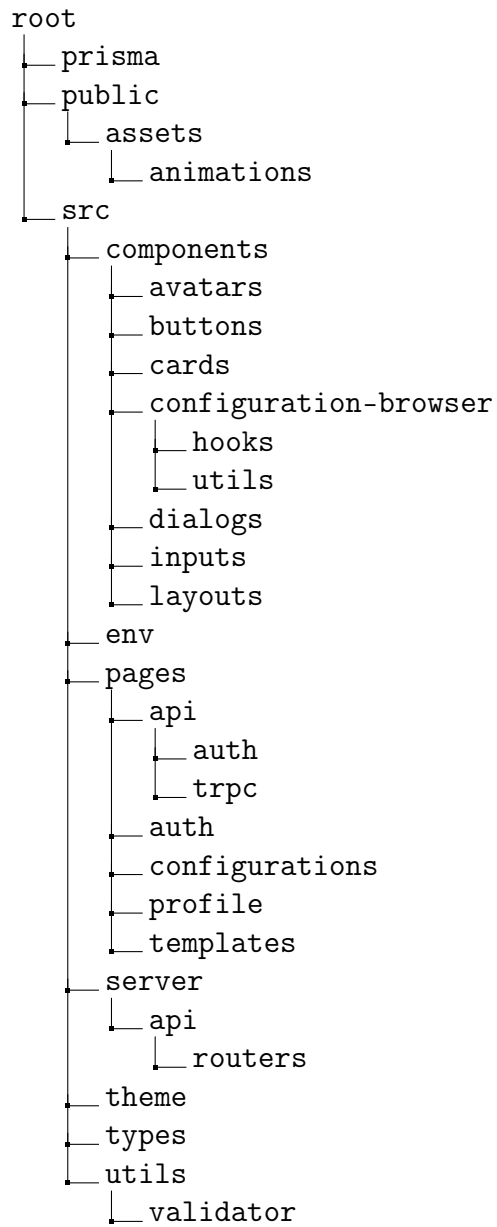 root
prisma
public
assets
animations
src
components
avatars
buttons
cards
configuration-browser
hooks
utils
dialogs
inputs
layouts
env
pages
api
auth
trpc
auth
configurations
profile
templates
server
api
routers
theme
types
utils
validator